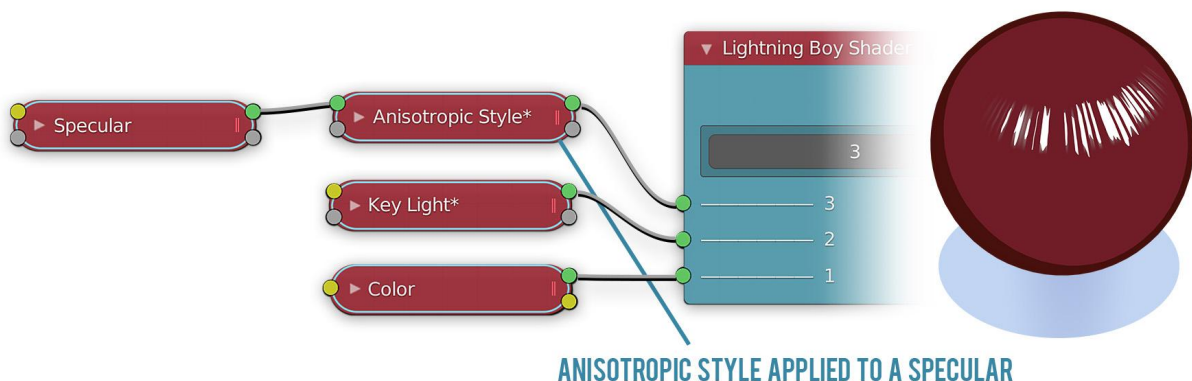 Lightning Boy Shader
Specular
Anisotropic Style*
3
Key Light*
3
2
Color
1
ANISOTROPIC STYLE APPLIED TO A SPECULAR